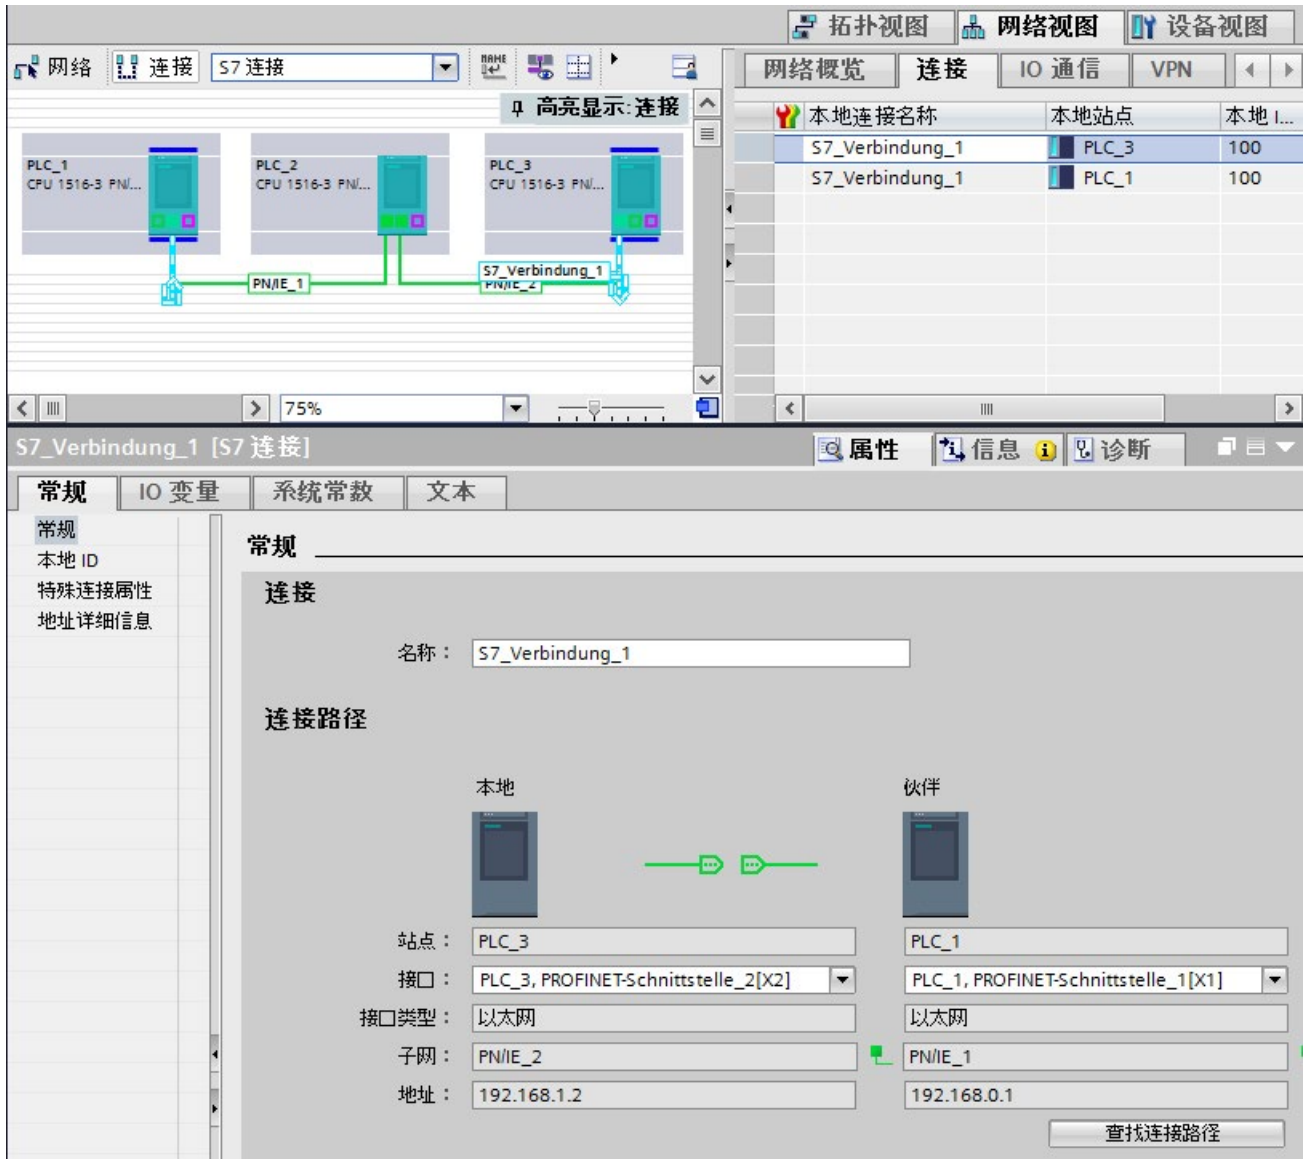 拓扑视图 网络视图 设备视图
网络 连接 S7 连接
网络概览 连接 IO 通信 VPN
高亮显示:连接
本地连接名称 本地站点 本地 I...
S7_Verbindung_1 PLC_3 100
S7_Verbindung_1 PLC_1 100
PLC_1
CPU 1516-3 PN/...
PLC_2
CPU 1516-3 PN/...
PLC_3
CPU 1516-3 PN/...
S7_Verbindung_1
PN/IE_1
PN/IE_2
75%
S7_Verbindung_1 [S7 连接]
属性 信息 诊断
常规 IO 变量 系统常数 文本
常规
本地 ID
特殊连接属性
地址详细信息
常规
连接
名称: S7_Verbindung_1
连接路径
本地 伙伴
站点: PLC_3 PLC_1
接口: PLC_3, PROFINET-Schnittstelle_2[X2] PLC_1, PROFINET-Schnittstelle_1[X1]
接口类型: 以太网 以太网
子网: PN/IE_2 PN/IE_1
地址: 192.168.1.2 192.168.0.1
查找连接路径